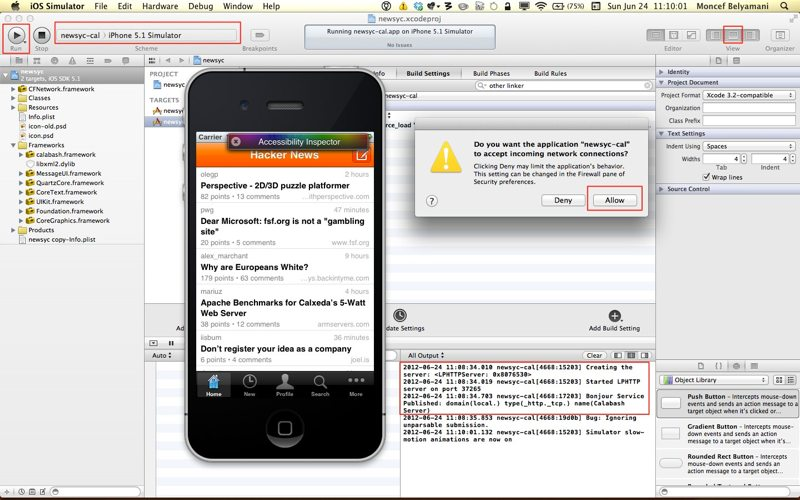 iOS Simulator File Edit Hardware Debug Window Help
(75%) Sun Jun 24 11:10:01 Moncef Belyamani
newsyc.xcodeproj
Run Stop
newsyc-cal iPhone 5.1 Simulator
Scheme
Breakpoints
Running newsyc-cal.app on iPhone 5.1 Simulator
No Issues
Editor View Organizer
newsyc
newsyc
2 targets, iOS SDK 5.1
CFNetwork.framework
Classes
Resources
Info.plist
icon-old.psd
icon.psd
Frameworks
calabash.framework
libxml2.dylib
MessageUI.framework
QuartzCore.framework
CoreText.framework
UIKit.framework
Foundation.framework
CoreGraphics.framework
Products
newsyc copy-Info.plist
PROJECT
TARGETS
Info Build Settings Build Phases Build Rules
other linker
Carrier
Accessibility Inspector
Hacker News
olegp 2 hours
Perspective - 2D/3D puzzle platformer
82 points • 13 comments ...ithperspective.com
pwg 47 minutes
Dear Microsoft: fsf.org is not a "gambling
site"
20 points • 5 comments www.fsf.org
alex_marchant 9 hours
Why are Europeans White?
179 points • 63 comments ...ys.backintyme.com
mariuz 4 hours
Apache Benchmarks for Calxeda's 5-Watt
Web Server
38 points • 12 comments armservers.com
iisbum 36 minutes
Don't register your idea as a company
6 points • 4 comments joel.is
Home New Profile Search More
Do you want the application "newsyc-cal"
to accept incoming network connections?
Clicking Deny may limit the application's behavior.
This setting can be changed in the Firewall pane of
Security preferences.
? Deny Allow
Add Build Setting
Auto
All Output Clear
2012-06-24 11:08:34.010 newsyc-cal[4668:15203] Creating the
server: <LPHTTPServer: 0x8076530>
2012-06-24 11:08:34.019 newsyc-cal[4668:15203] Started LPHTTP
server on port 37265
2012-06-24 11:08:34.703 newsyc-cal[4668:17203] Bonjour Service
Published: domain(local.) type(_http._tcp.) name(Calabash
Server)
2012-06-24 11:08:35.853 newsyc-cal[4668:19d0b] Bug: Ignoring
unparsable submission.
2012-06-24 11:10:01.132 newsyc-cal[4668:15203] Simulator slow-
motion animations are now on
Identity
Project Document
Project Format Xcode 3.2-compatible
Organization
Class Prefix
Text Settings
Indent Using Spaces
Widths 4 4
Tab Indent
Wrap lines
Source Control
Object Library
Push Button - Intercepts mouse-down
events and sends an action message to a
target object when it's clicked or...
Gradient Button - Intercepts
mouse-down events and sends an
action message to a target object...
Rounded Rect Button - Intercepts
mouse-down events and sends an
action message to a target object...